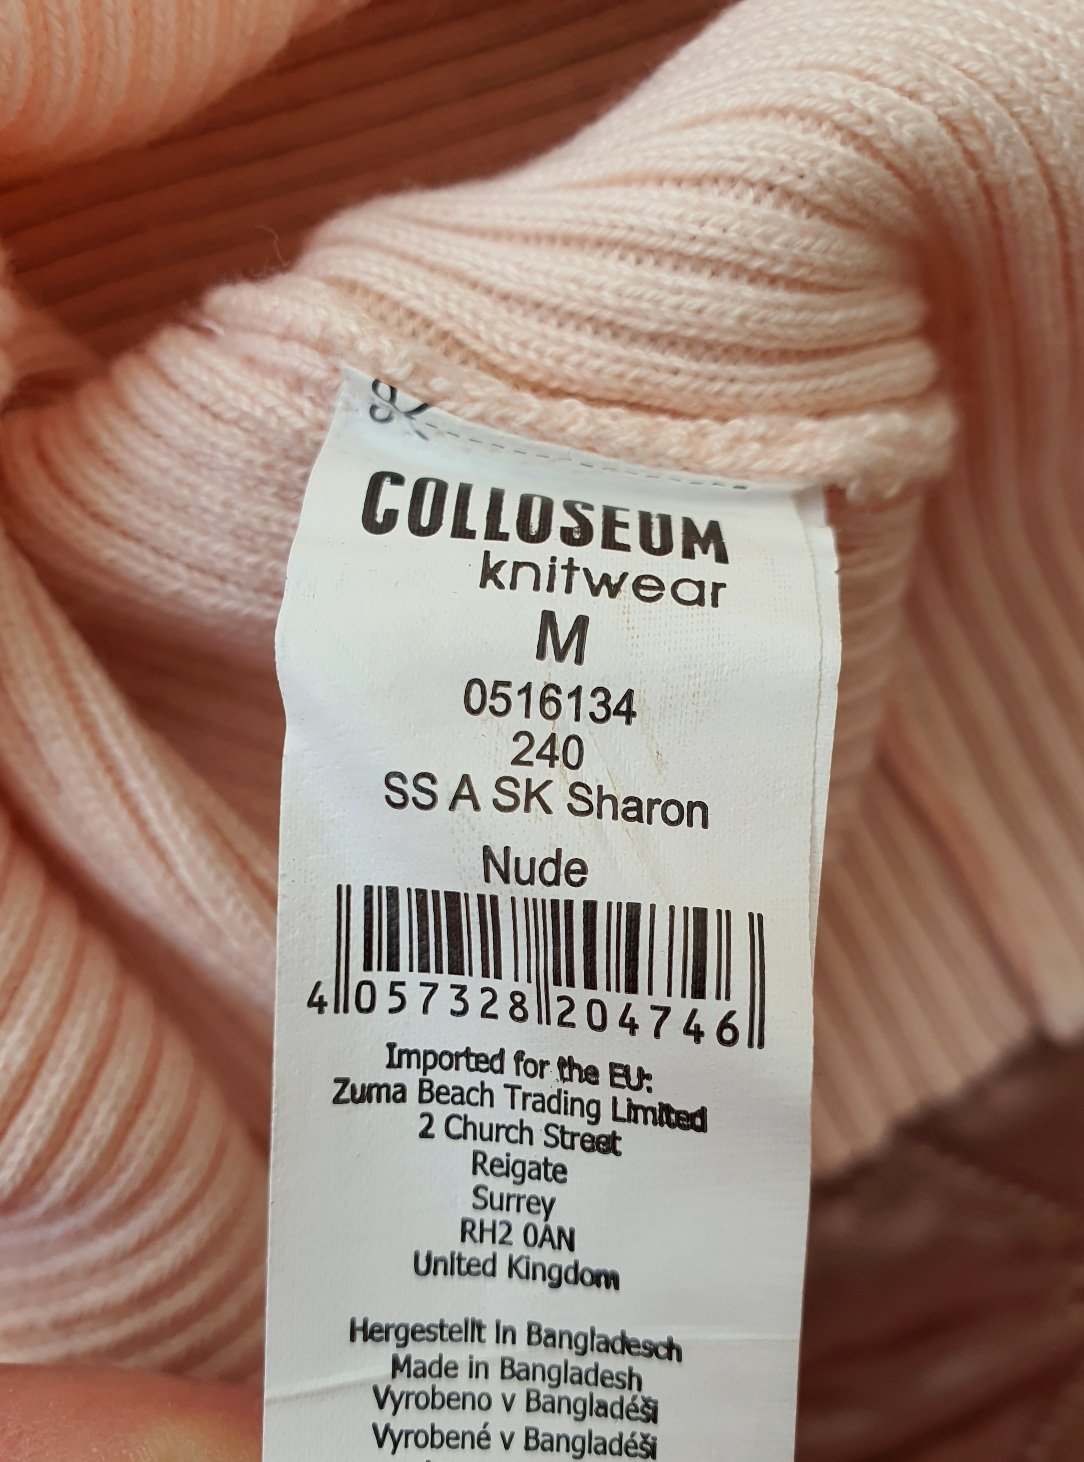 COLLOSEUM
knitwear
M
0516134
240
SS A SK Sharon
Nude
4 057328 204746
Imported for the EU:
Zuma Beach Trading Limited
2 Church Street
Reigate
Surrey
RH2 0AN
United Kingdom
Hergestellt in Bangladesch
Made in Bangladesh
Vyrobeno v Bangladéši
Vyrobené v Bangladéši